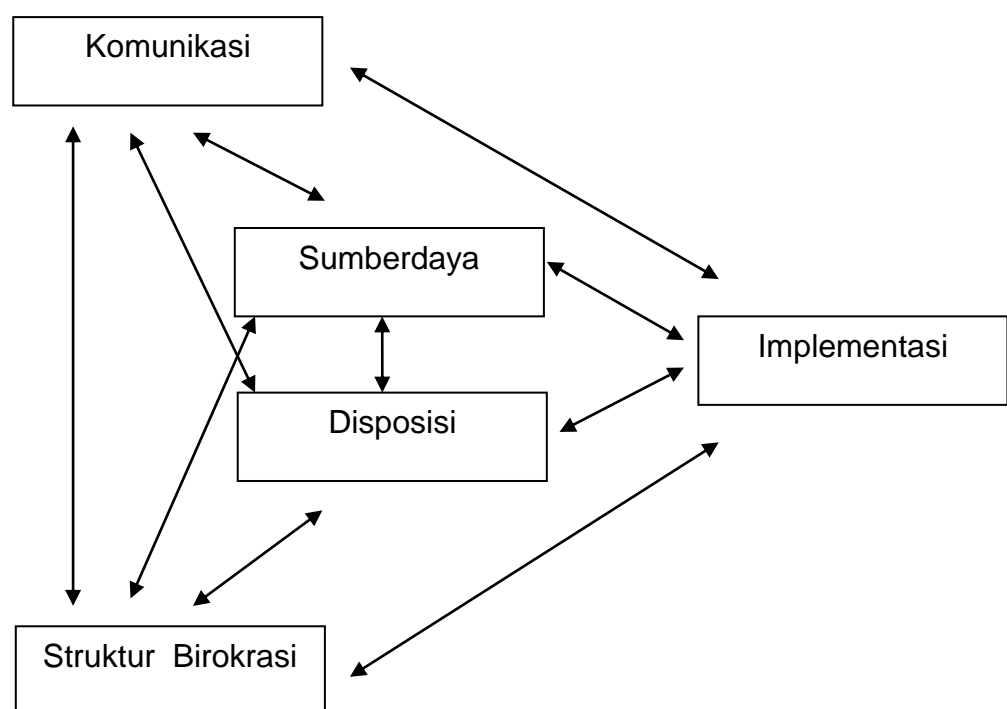 Komunikasi
Sumberdaya
Implementasi
Disposisi
Struktur Birokrasi